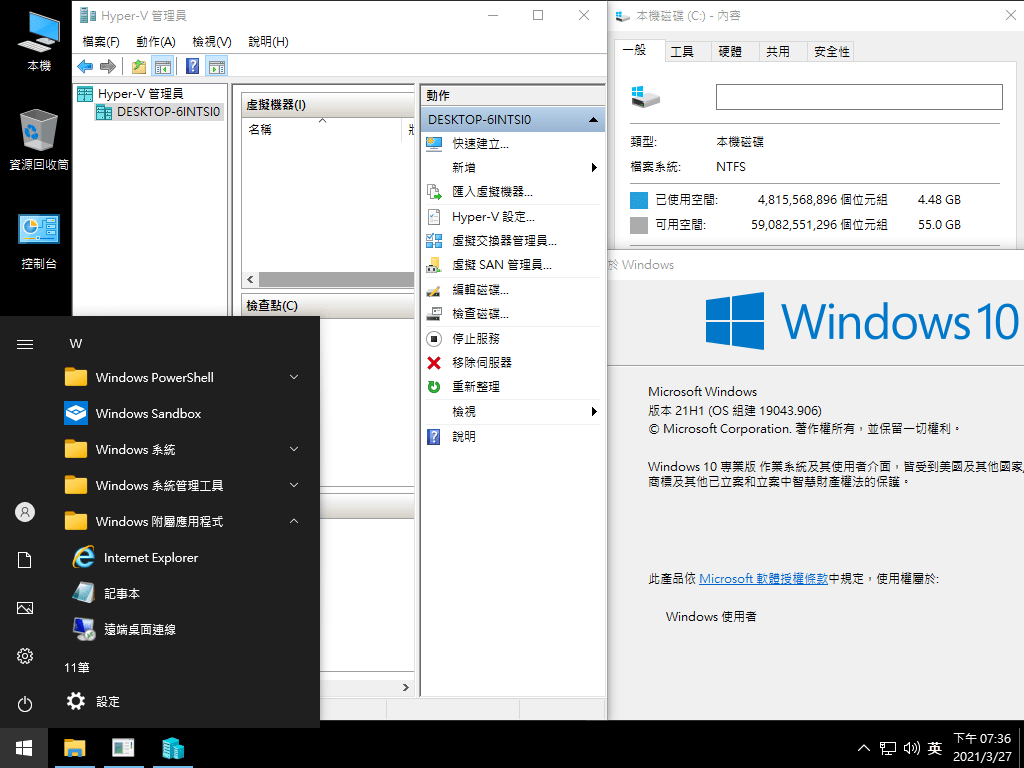 本機
資源回收筒
控制台
Hyper-V 管理員
檔案(F) 動作(A) 檢視(V) 說明(H)
Hyper-V 管理員
DESKTOP-6INTSI0
虛擬機器(I)
名稱
檢查點(C)
動作
DESKTOP-6INTSI0
快速建立...
新增
匯入虛擬機器...
Hyper-V 設定...
虛擬交換器管理員...
虛擬 SAN 管理員...
編輯磁碟...
檢查磁碟...
停止服務
移除伺服器
重新整理
檢視
說明
本機磁碟 (C:) - 內容
一般 工具 硬體 共用 安全性
類型: 本機磁碟
檔案系統: NTFS
已使用空間: 4,815,568,896 個位元組 4.48 GB
可用空間: 59,082,551,296 個位元組 55.0 GB
於 Windows
Windows 10
Microsoft Windows
版本 21H1 (OS 組建 19043.906)
© Microsoft Corporation. 著作權所有，並保留一切權利。
Windows 10 專業版 作業系統及其使用者介面，皆受到美國及其他國家/
商標及其他已立案和立案中智慧財產權法的保護。
此產品依 Microsoft 軟體授權條款中規定，使用權屬於:
Windows 使用者
W
Windows PowerShell
Windows Sandbox
Windows 系統
Windows 系統管理工具
Windows 附屬應用程式
Internet Explorer
記事本
遠端桌面連線
11筆
設定
英
下午 07:36
2021/3/27